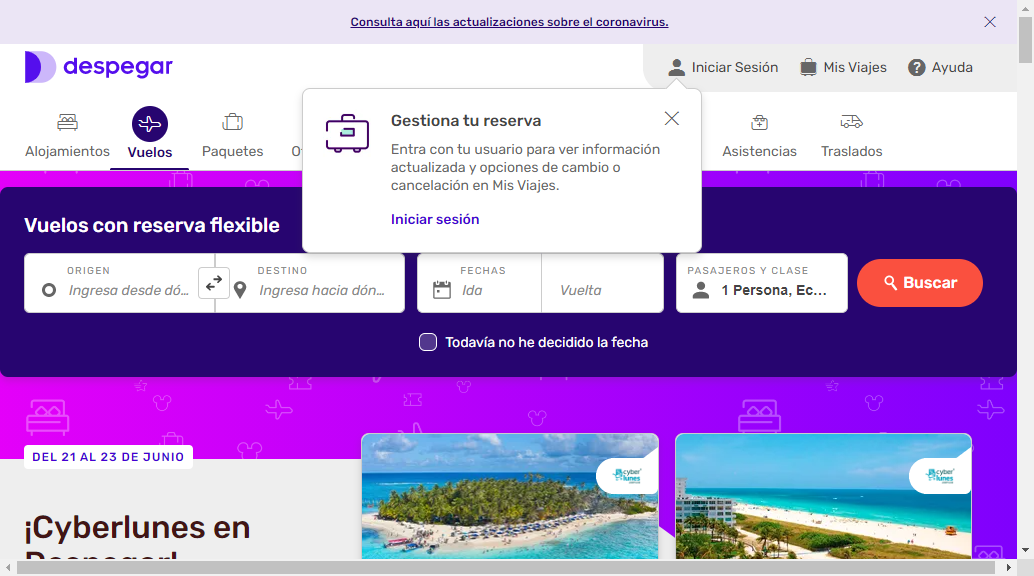 Consulta aquí las actualizaciones sobre el coronavirus.
despegar
Iniciar Sesión
Mis Viajes
Ayuda
Alojamientos
Vuelos
Paquetes
Asistencias
Traslados
Gestiona tu reserva
Entra con tu usuario para ver información
actualizada y opciones de cambio o
cancelación en Mis Viajes.
Iniciar sesión
Vuelos con reserva flexible
ORIGEN
Ingresa desde dó...
DESTINO
Ingresa hacia dón...
FECHAS
Ida
Vuelta
PASAJEROS Y CLASE
1 Persona, Ec...
Buscar
Todavía no he decidido la fecha
DEL 21 AL 23 DE JUNIO
cyber
lunes
cyber
lunes
¡Cyberlunes en
Despegar!